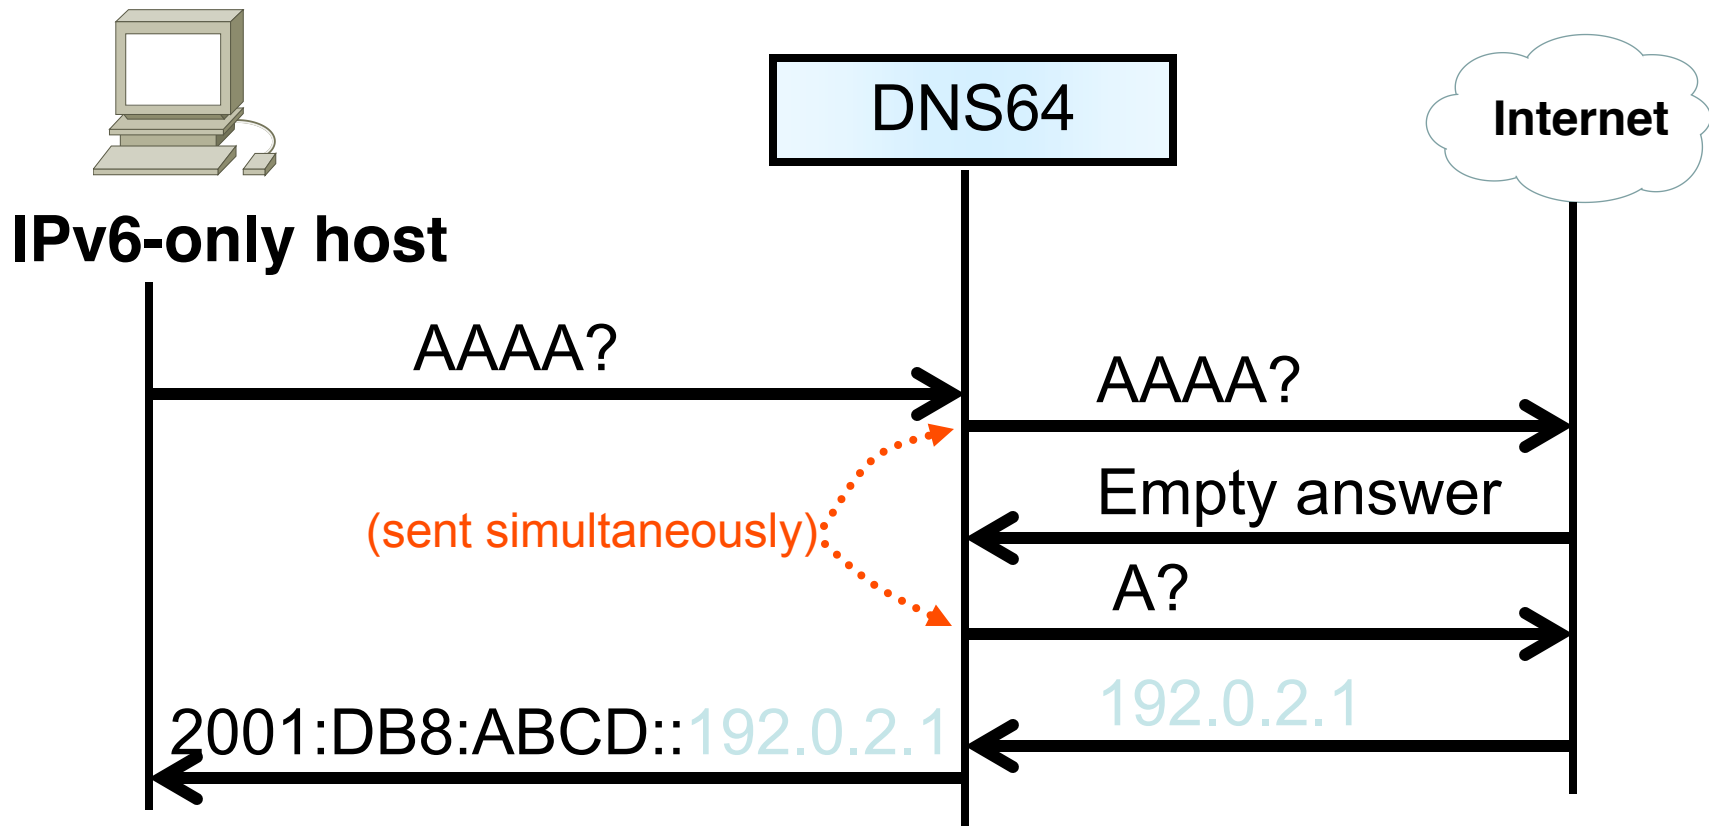 DNS64
Internet
IPv6-only host
AAAA?
AAAA?
Empty answer
(sent simultaneously)
A?
192.0.2.1
2001:DB8:ABCD::192.0.2.1